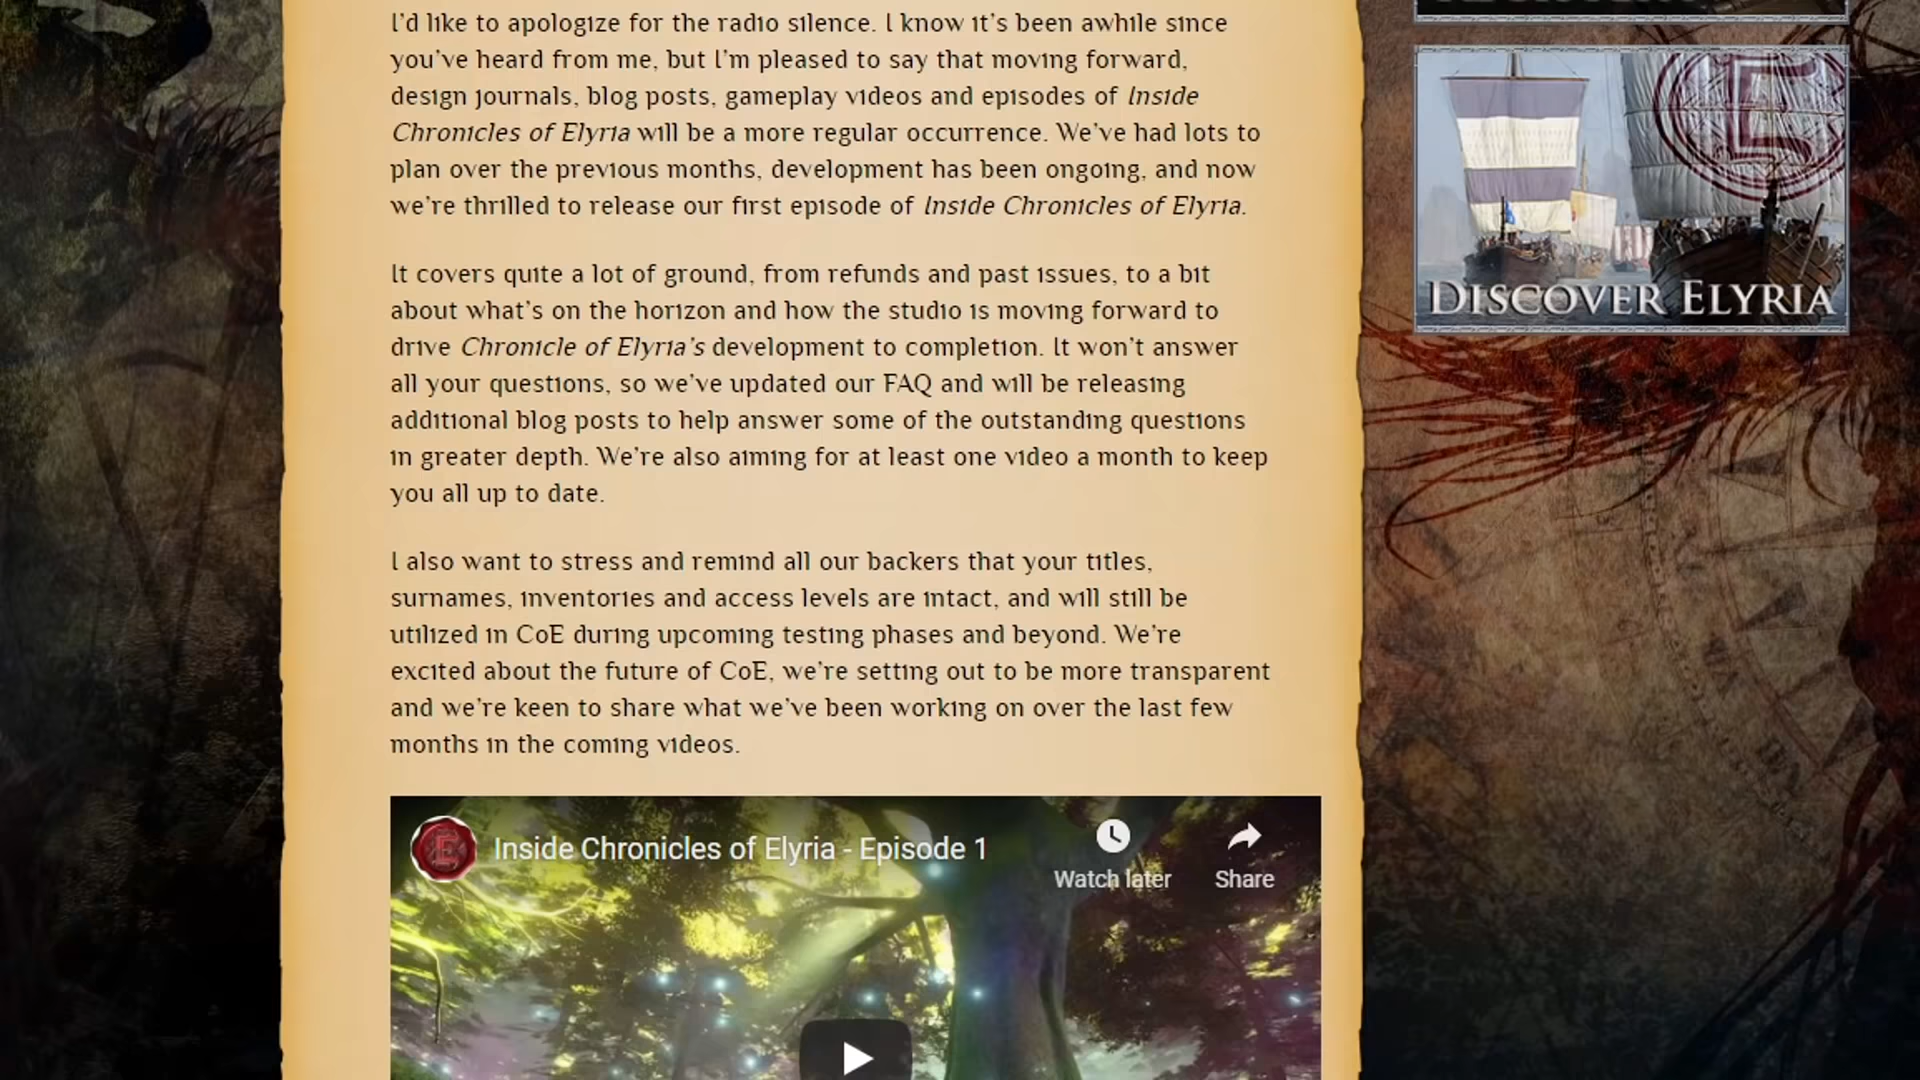 I'd like to apologize for the radio silence. I know it's been awhile since
you've heard from me, but I'm pleased to say that moving forward,
design journals, blog posts, gameplay videos and episodes of Inside
Chronicles of Elyria will be a more regular occurrence. We've had lots to
plan over the previous months, development has been ongoing, and now
we're thrilled to release our first episode of Inside Chronicles of Elyria.
It covers quite a lot of ground, from refunds and past issues, to a bit
about what's on the horizon and how the studio is moving forward to
drive Chronicle of Elyria's development to completion. It won't answer
all your questions, so we've updated our FAQ and will be releasing
additional blog posts to help answer some of the outstanding questions
in greater depth. We're also aiming for at least one video a month to keep
you all up to date.
I also want to stress and remind all our backers that your titles,
surnames, inventories and access levels are intact, and will still be
utilized in CoE during upcoming testing phases and beyond. We're
excited about the future of CoE, we're setting out to be more transparent
and we're keen to share what we've been working on over the last few
months in the coming videos.
Inside Chronicles of Elyria - Episode 1
Watch later
Share
DISCOVER ELYRIA